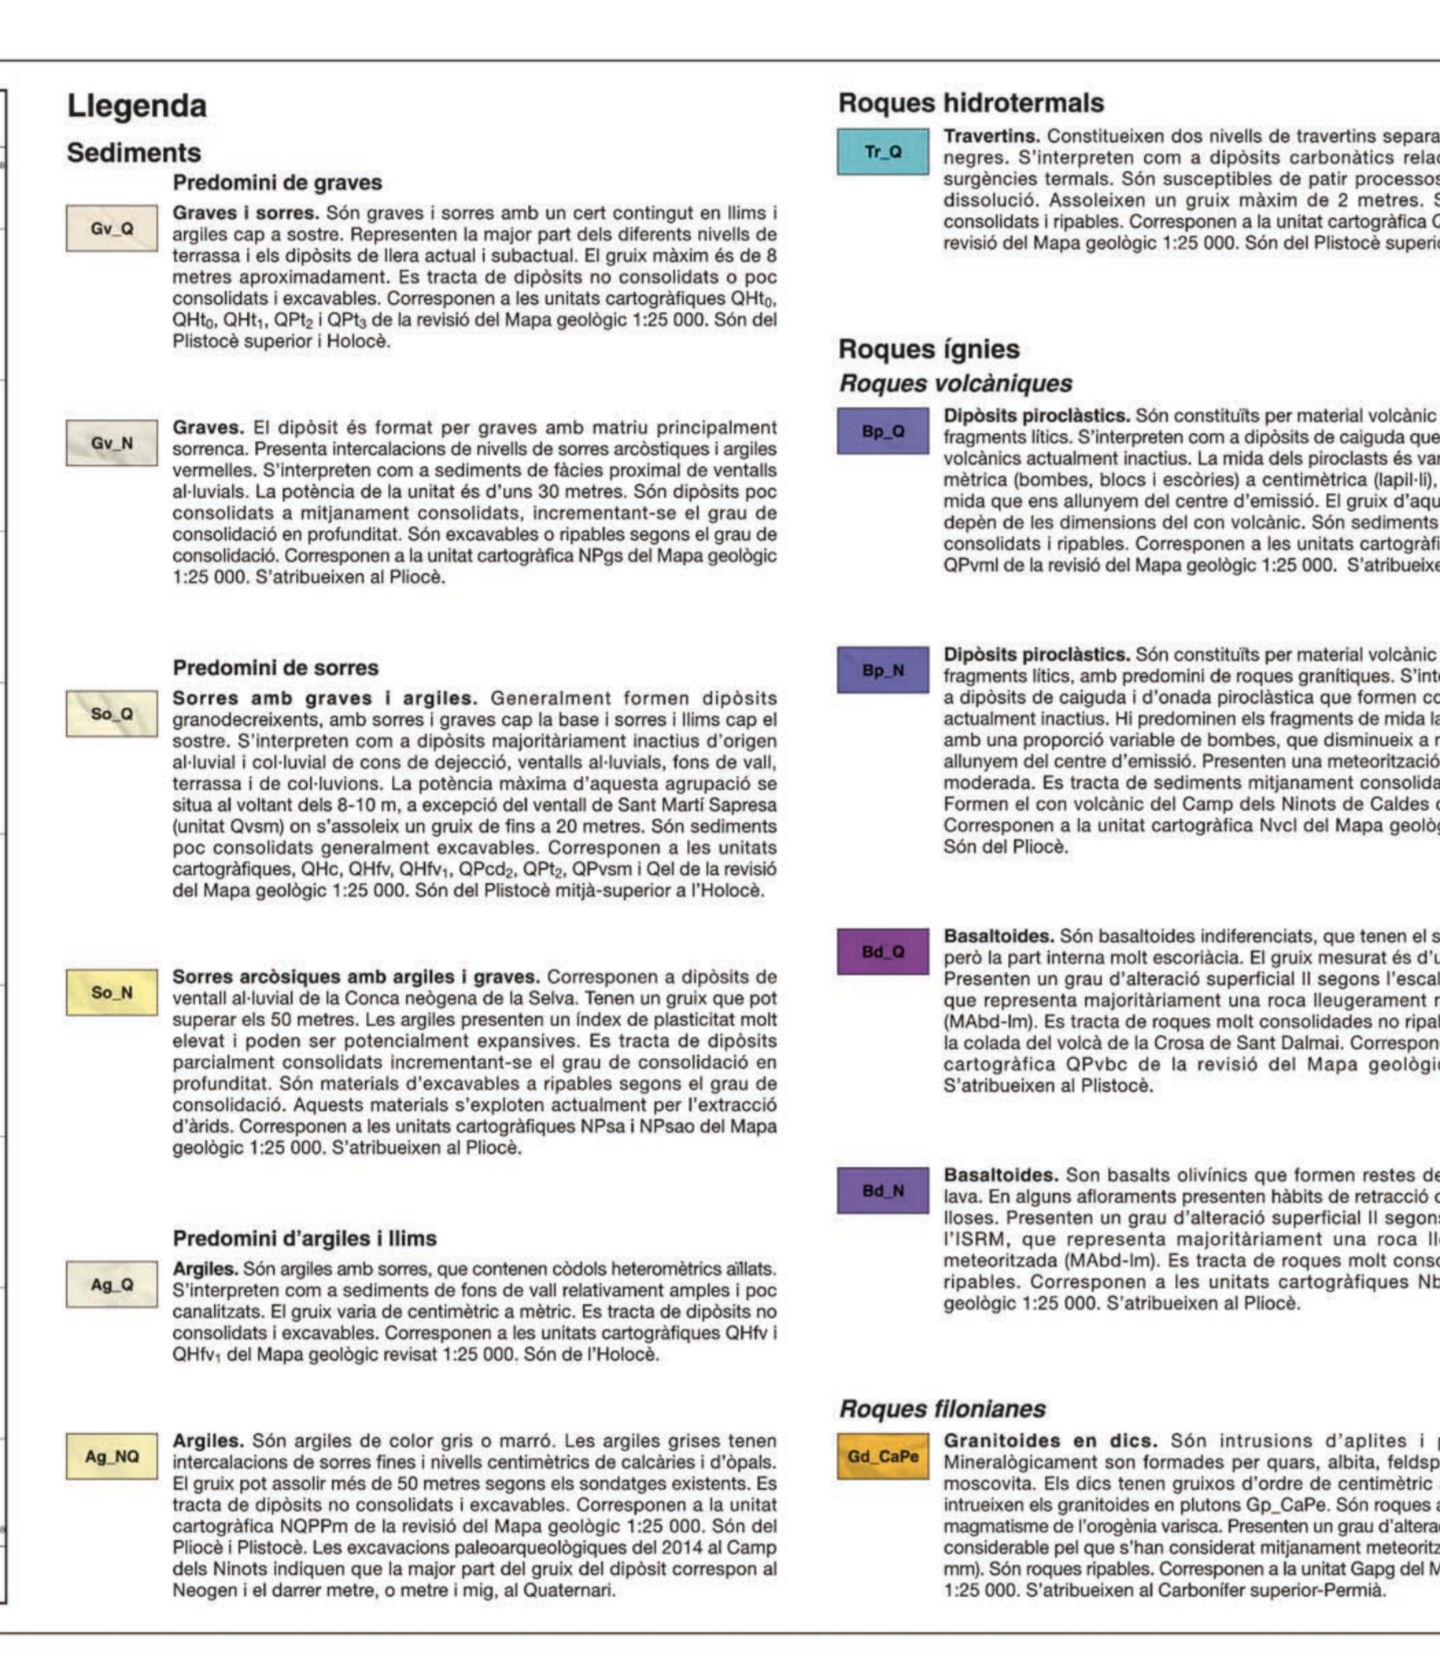 Llegenda
Sediments
Predomini de graves
Gv_Q
Graves i sorres. Són graves i sorres amb un cert contingut en llims i
argiles cap a sostre. Representen la major part dels diferents nivells de
terrassa i els dipòsits de llera actual i subactual. El gruix màxim és de 8
metres aproximadament. Es tracta de dipòsits no consolidats o poc
consolidats i excavables. Corresponen a les unitats cartogràfiques QHt₀,
QHt₀, QHt₁, QPt₂ i QPt₃ de la revisió del Mapa geològic 1:25 000. Són del
Plistocè superior i Holocè.
Gv_N
Graves. El dipòsit és format per graves amb matriu principalment
sorrenca. Presenta intercalacions de nivells de sorres arcòstiques i argiles
vermelles. S'interpreten com a sediments de fàcies proximal de ventalls
al·luvials. La potència de la unitat és d'uns 30 metres. Són dipòsits poc
consolidats a mitjanament consolidats, incrementant-se el grau de
consolidació en profunditat. Són excavables o ripables segons el grau de
consolidació. Corresponen a la unitat cartogràfica NPgs del Mapa geològic
1:25 000. S'atribueixen al Pliocè.
Predomini de sorres
So_Q
Sorres amb graves i argiles. Generalment formen dipòsits
granodecreixents, amb sorres i graves cap la base i sorres i llims cap el
sostre. S'interpreten com a dipòsits majoritàriament inactius d'origen
al·luvial i col·luvial de cons de dejecció, ventalls al·luvials, fons de vall,
terrassa i de col·luvions. La potència màxima d'aquesta agrupació se
situa al voltant dels 8-10 m, a excepció del ventall de Sant Martí Sapresa
(unitat Qvsm) on s'assoleix un gruix de fins a 20 metres. Són sediments
poc consolidats generalment excavables. Corresponen a les unitats
cartogràfiques, QHc, QHfv, QHfv₁, QPcd₂, QPt₂, QPvsm i Qel de la revisió
del Mapa geològic 1:25 000. Són del Plistocè mitjà-superior a l'Holocè.
So_N
Sorres arcòsiques amb argiles i graves. Corresponen a dipòsits de
ventall al·luvial de la Conca neògena de la Selva. Tenen un gruix que pot
superar els 50 metres. Les argiles presenten un índex de plasticitat molt
elevat i poden ser potencialment expansives. Es tracta de dipòsits
parcialment consolidats incrementant-se el grau de consolidació en
profunditat. Són materials d'excavables a ripables segons el grau de
consolidació. Aquests materials s'exploten actualment per l'extracció
d'àrids. Corresponen a les unitats cartogràfiques NPsa i NPsao del Mapa
geològic 1:25 000. S'atribueixen al Pliocè.
Predomini d'argiles i llims
Ag_Q
Argiles. Són argiles amb sorres, que contenen còdols heteromètrics aïllats.
S'interpreten com a sediments de fons de vall relativament amples i poc
canalitzats. El gruix varia de centimètric a mètric. Es tracta de dipòsits no
consolidats i excavables. Corresponen a les unitats cartogràfiques QHfv i
QHfv₁ del Mapa geològic revisat 1:25 000. Són de l'Holocè.
Ag_NQ
Argiles. Són argiles de color gris o marró. Les argiles grises tenen
intercalacions de sorres fines i nivells centimètrics de calcàries i d'òpals.
El gruix pot assolir més de 50 metres segons els sondatges existents. Es
tracta de dipòsits no consolidats i excavables. Corresponen a la unitat
cartogràfica NQPPm de la revisió del Mapa geològic 1:25 000. Són del
Pliocè i Plistocè. Les excavacions paleoarqueològiques del 2014 al Camp
dels Ninots indiquen que la major part del gruix del dipòsit correspon al
Neogen i el darrer metre, o metre i mig, al Quaternari.
Roques hidrotermals
Tr_Q
Travertins. Constitueixen dos nivells de travertins separa
negres. S'interpreten com a dipòsits carbonàtics rela
surgències termals. Són susceptibles de patir processos
dissolució. Assoleixen un gruix màxim de 2 metres. S
consolidats i ripables. Corresponen a la unitat cartogràfica Q
revisió del Mapa geològic 1:25 000. Són del Plistocè superi
Roques ígnies
Roques volcàniques
Bp_Q
Dipòsits piroclàstics. Són constituïts per material volcànic
fragments lítics. S'interpreten com a dipòsits de caiguda que
volcànics actualment inactius. La mida dels piroclasts és var
mètrica (bombes, blocs i escòries) a centimètrica (lapil·li),
mida que ens allunyem del centre d'emissió. El gruix d'aqu
depèn de les dimensions del con volcànic. Són sediments
consolidats i ripables. Corresponen a les unitats cartogràfi
QPvml de la revisió del Mapa geològic 1:25 000. S'atribueixe
Bp_N
Dipòsits piroclàstics. Són constituïts per material volcànic
fragments lítics, amb predomini de roques granítiques. S'inte
a dipòsits de caiguda i d'onada piroclàstica que formen co
actualment inactius. Hi predominen els fragments de mida la
amb una proporció variable de bombes, que disminueix a m
allunyem del centre d'emissió. Presenten una meteorització
moderada. Es tracta de sediments mitjanament consolida
Formen el con volcànic del Camp dels Ninots de Caldes d
Corresponen a la unitat cartogràfica Nvcl del Mapa geològ
Són del Pliocè.
Bd_Q
Basaltoides. Són basaltoides indiferenciats, que tenen el s
però la part interna molt escoriàcia. El gruix mesurat és d'u
Presenten un grau d'alteració superficial II segons l'escal
que representa majoritàriament una roca lleugerament m
(MAbd-lm). Es tracta de roques molt consolidades no ripal
la colada del volcà de la Crosa de Sant Dalmai. Correspon
cartogràfica QPvbc de la revisió del Mapa geològic
S'atribueixen al Plistocè.
Bd_N
Basaltoides. Son basalts olivínics que formen restes de
lava. En alguns afloraments presenten hàbits de retracció c
lloses. Presenten un grau d'alteració superficial II segons
l'ISRM, que representa majoritàriament una roca lle
meteoritzada (MAbd-lm). Es tracta de roques molt conso
ripables. Corresponen a les unitats cartogràfiques Nb
geològic 1:25 000. S'atribueixen al Pliocè.
Roques filonianes
Gd_CaPe
Granitoides en dics. Són intrusions d'aplites i p
Mineralògicament son formades per quars, albita, feldsp
moscovita. Els dics tenen gruixos d'ordre de centimètric
intrueixen els granitoides en plutons Gp_CaPe. Són roques a
magmatisme de l'orogènia varisca. Presenten un grau d'altera
considerable pel que s'han considerat mitjanament meteoritz
mm). Són roques ripables. Corresponen a la unitat Gapg del M
1:25 000. S'atribueixen al Carbonífer superior-Permià.